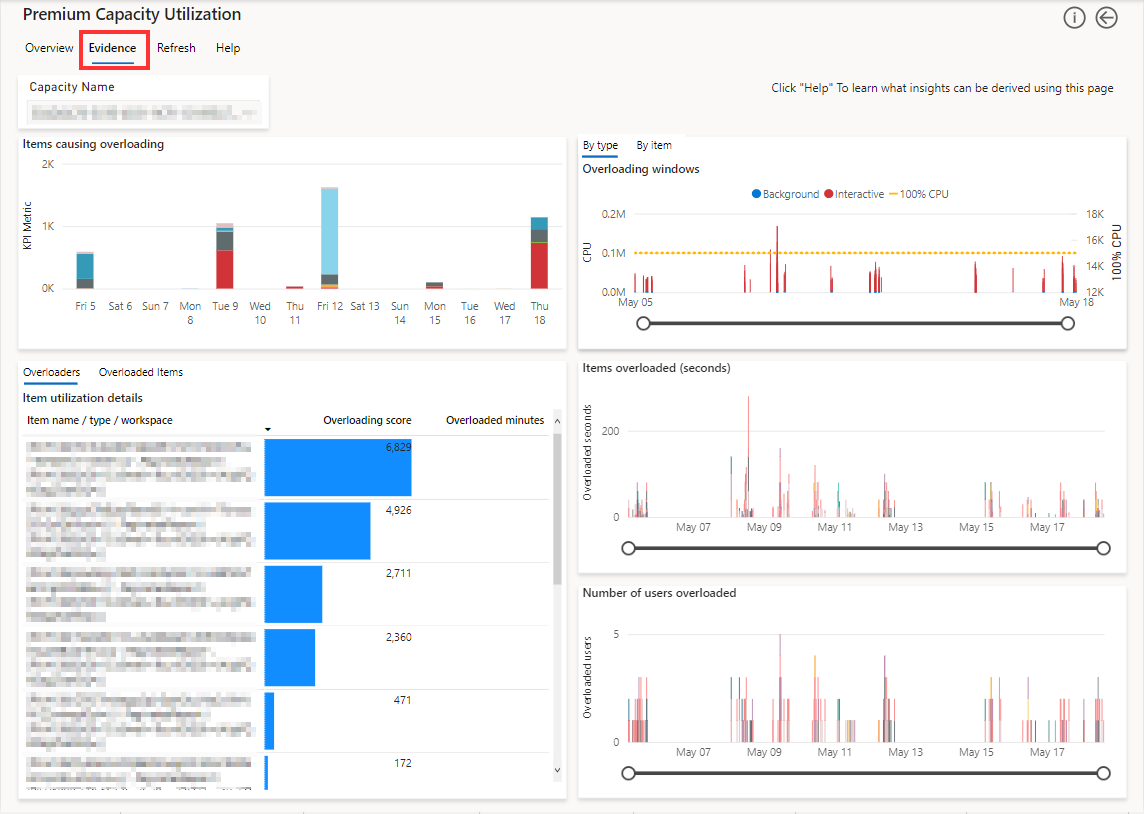 Premium Capacity Utilization
Overview Evidence Refresh Help
Capacity Name
Click "Help" To learn what insights can be derived using this page
Items causing overloading
KPI Metric
2K
1K
0K
Fri 5 Sat 6 Sun 7 Mon 8 Tue 9 Wed 10 Thu 11 Fri 12 Sat 13 Sun 14 Mon 15 Tue 16 Wed 17 Thu 18
By type By item
Overloading windows
Background Interactive 100% CPU
CPU
0.2M
0.1M
0.0M
18K
16K
14K
12K
100% CPU
May 05 May 18
Overloaders Overloaded Items
Item utilization details
Item name / type / workspace Overloading score Overloaded minutes
6,829
4,926
2,711
2,360
471
172
Items overloaded (seconds)
Overloaded seconds
200
0
May 07 May 09 May 11 May 13 May 15 May 17
Number of users overloaded
Overloaded users
5
0
May 07 May 09 May 11 May 13 May 15 May 17